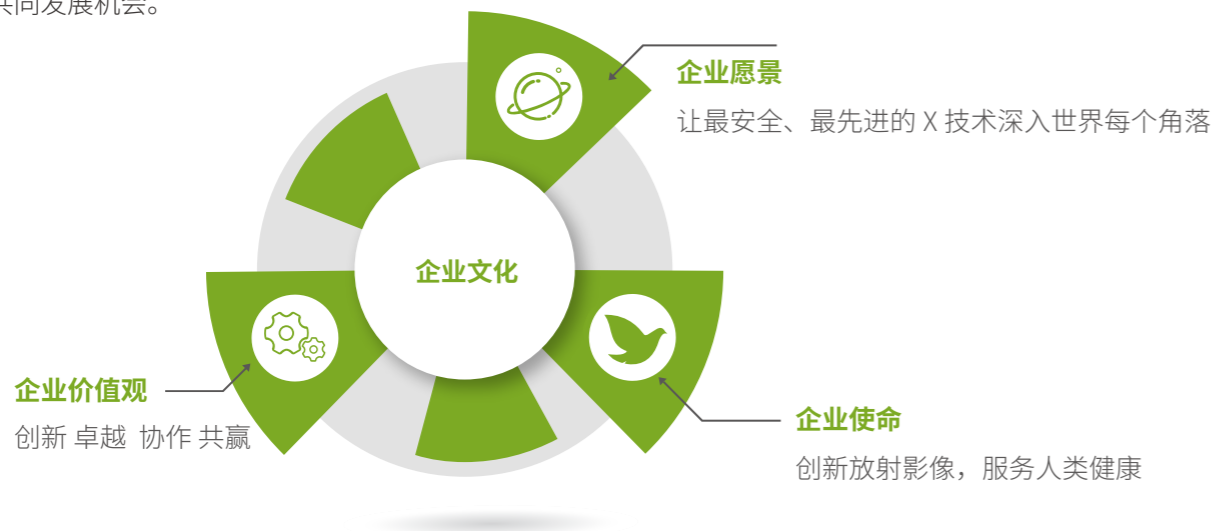 共同发展机会。
企业愿景
让最安全、最先进的 X 技术深入世界每个角落
企业文化
企业价值观
创新 卓越 协作 共赢
企业使命
创新放射影像，服务人类健康